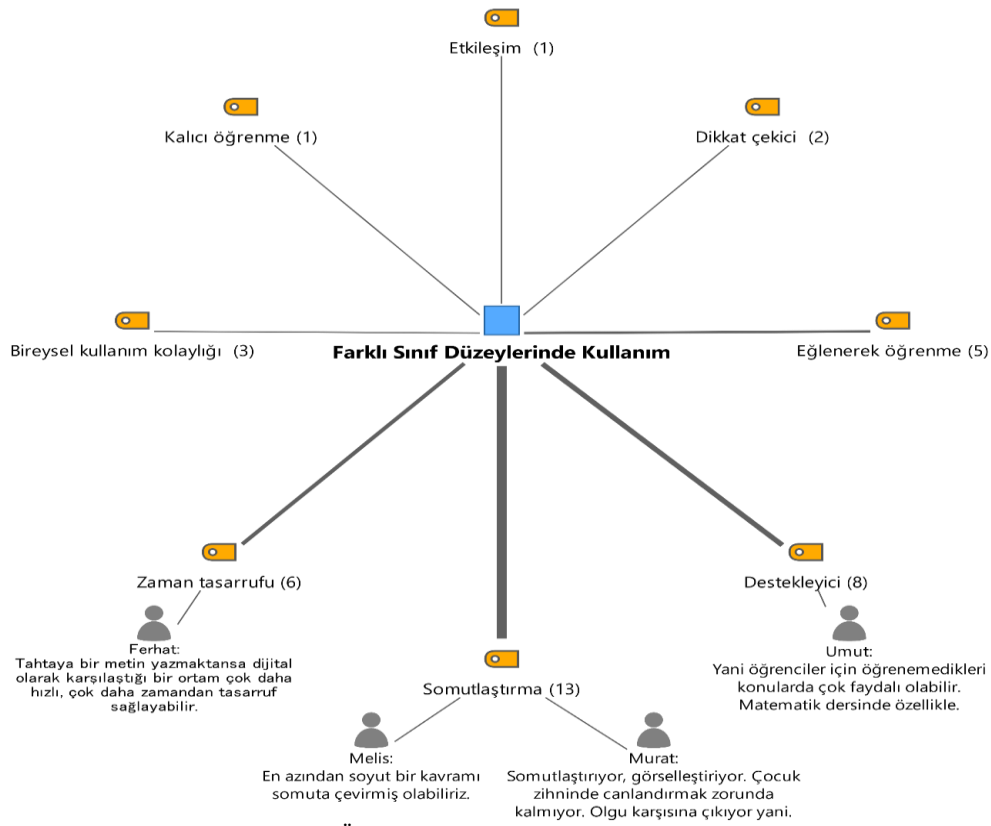 Etkileşim (1)
Kalıcı öğrenme (1)
Dikkat çekici (2)
Bireysel kullanım kolaylığı (3)
Farklı Sınıf Düzeylerinde Kullanım
Eğlenerek öğrenme (5)
Zaman tasarrufu (6)
Destekleyici (8)
Ferhat:
Tahtaya bir metin yazmaktansa dijital
olarak karşılaştığı bir ortam çok daha
hızlı, çok daha zamandan tasarruf
sağlayabilir.
Umut:
Yani öğrenciler için öğrenemedikleri
konularda çok faydalı olabilir.
Matematik dersinde özellikle.
Somutlaştırma (13)
Melis:
En azından soyut bir kavramı
somuta çevirmiş olabiliriz.
Murat:
Somutlaştırıyor, görselleştiriyor. Çocuk
zihninde canlandırmak zorunda
kalmıyor. Olgu karşısına çıkıyor yani.